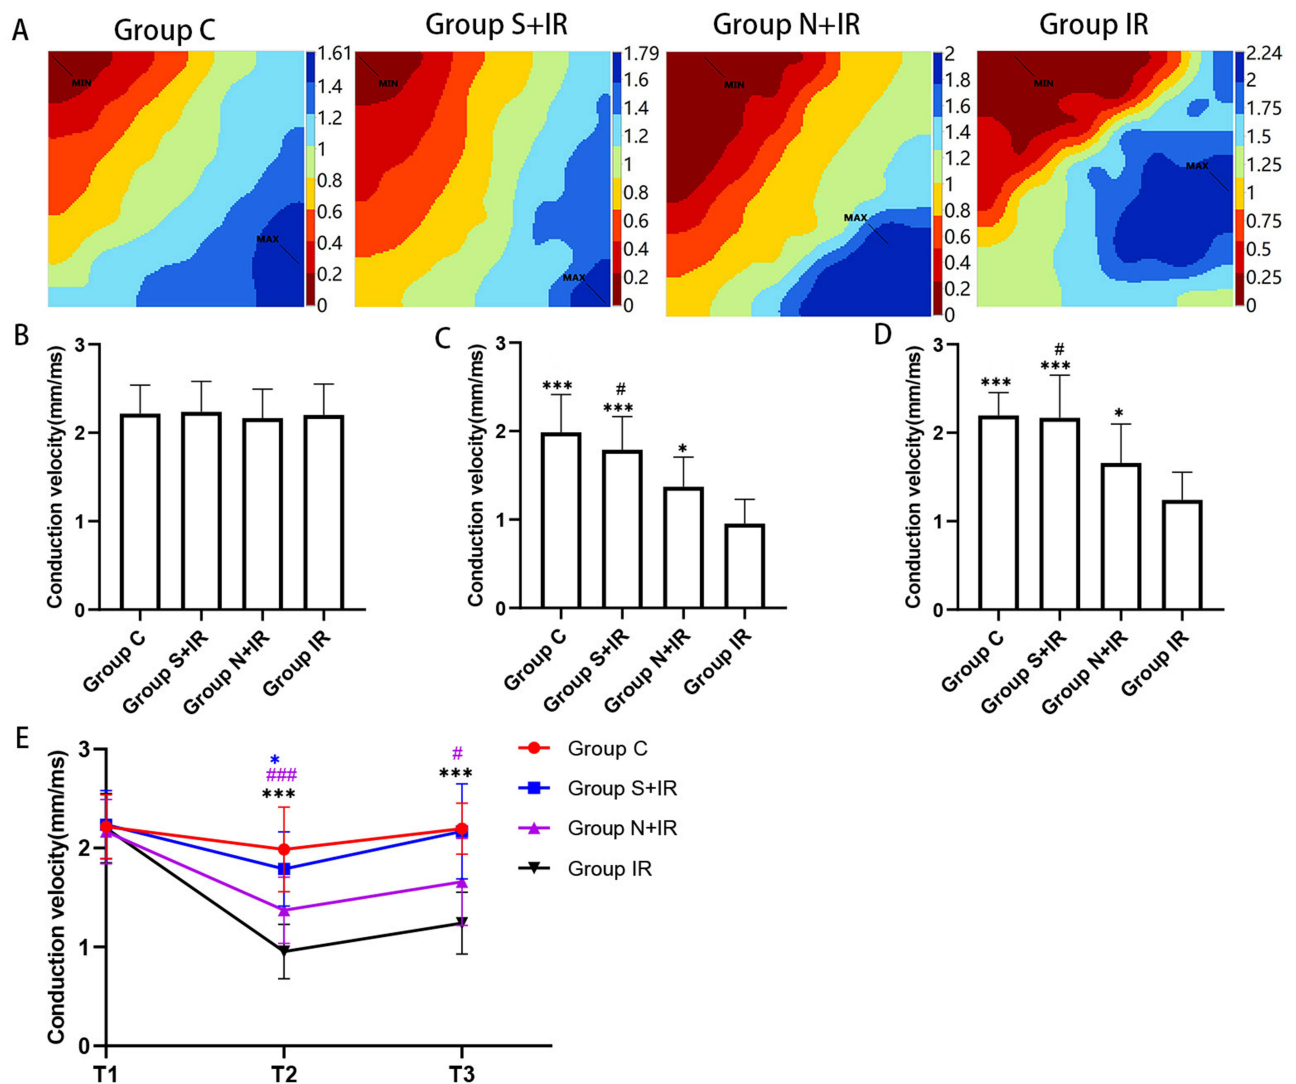 A
Group C
Group S+IR
Group N+IR
Group IR
MIN
MAX
1.61
1.4
1.2
1
0.8
0.6
0.4
0.2
0
MIN
MAX
1.79
1.6
1.4
1.2
1
0.8
0.6
0.4
0.2
0
MIN
MAX
2
1.8
1.6
1.4
1.2
1
0.8
0.6
0.4
0.2
0
MIN
MAX
2.24
2
1.75
1.5
1.25
1
0.75
0.5
0.25
0
B
Conduction velocity(mm/ms)
3
2
1
0
Group C
Group S+IR
Group N+IR
Group IR
C
Conduction velocity(mm/ms)
3
2
1
0
***
#
***
*
Group C
Group S+IR
Group N+IR
Group IR
D
Conduction velocity(mm/ms)
3
2
1
0
***
#
***
*
Group C
Group S+IR
Group N+IR
Group IR
E
Conduction velocity(mm/ms)
3
2
1
0
*
###
***
#
***
T1
T2
T3
Group C
Group S+IR
Group N+IR
Group IR